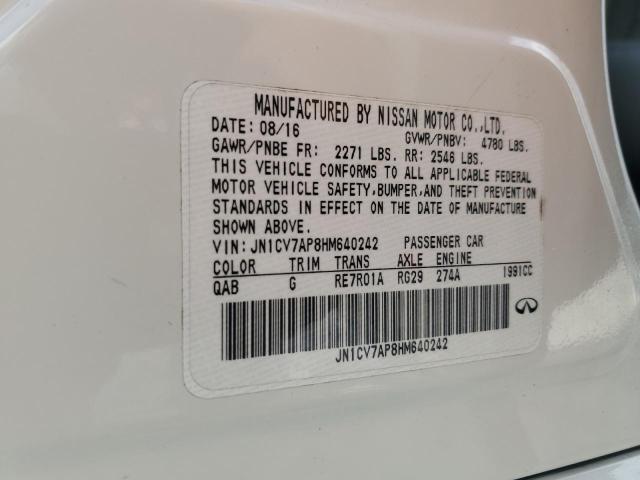 MANUFACTURED BY NISSAN MOTOR CO.,LTD.
DATE: 08/16 GVWR/PNBV: 4780 LBS.
GAWR/PNBE FR: 2271 LBS. RR: 2546 LBS.
THIS VEHICLE CONFORMS TO ALL APPLICABLE FEDERAL
MOTOR VEHICLE SAFETY,BUMPER,AND THEFT PREVENTION
STANDARDS IN EFFECT ON THE DATE OF MANUFACTURE
SHOWN ABOVE.
VIN: JN1CV7AP8HM640242 PASSENGER CAR
COLOR TRIM TRANS AXLE ENGINE
QAB G RE7R01A RG29 274A 1991CC
JN1CV7AP8HM640242